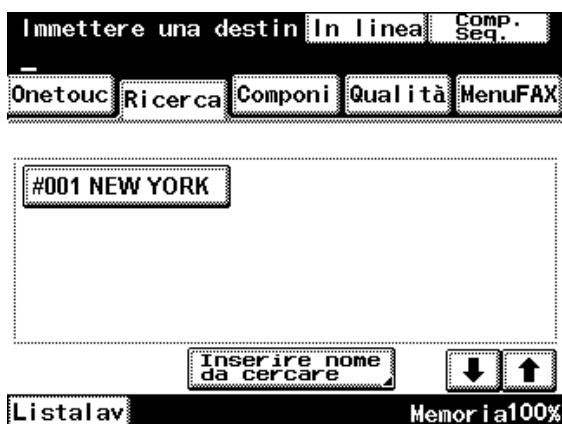 Immettere una destin In linea Comp. Seq.
Onetouc Ricerca Componi Qualità MenuFAX
#001 NEW YORK
Inserire nome
da cercare
Listalav Memoria100%